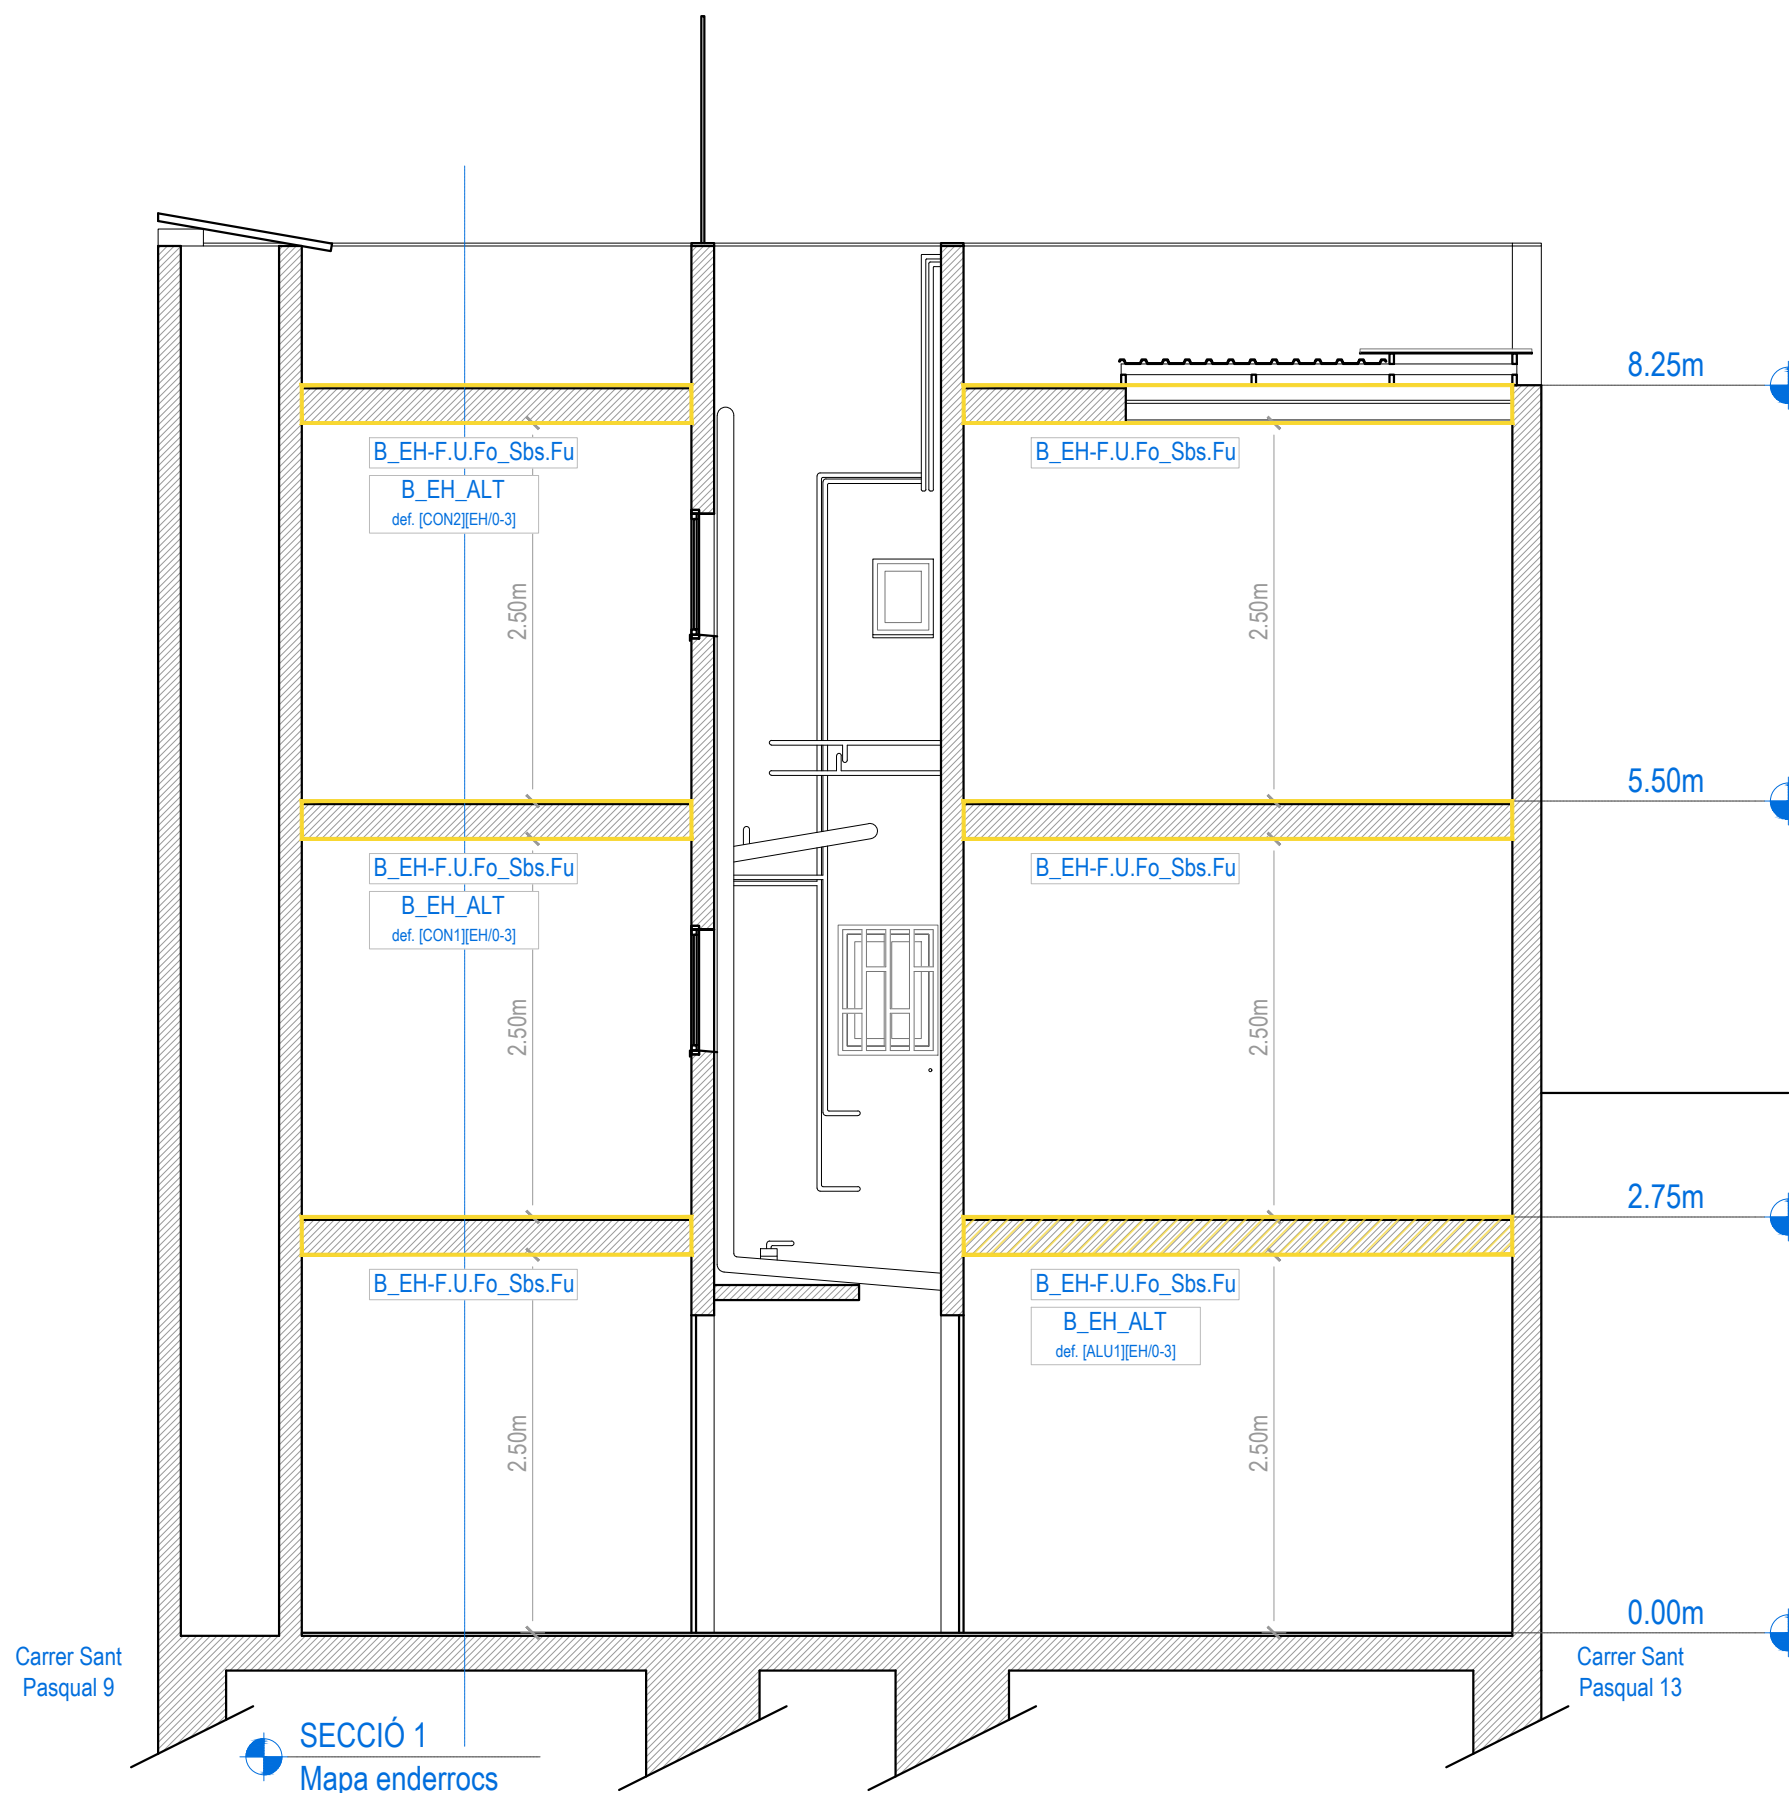 8.25m
B_EH-F.U.Fo_Sbs.Fu
B_EH_ALT
def. [CON2][EH/0-3]
B_EH-F.U.Fo_Sbs.Fu
2.50m
2.50m
5.50m
B_EH-F.U.Fo_Sbs.Fu
B_EH_ALT
def. [CON1][EH/0-3]
B_EH-F.U.Fo_Sbs.Fu
2.50m
2.50m
2.75m
B_EH-F.U.Fo_Sbs.Fu
B_EH-F.U.Fo_Sbs.Fu
B_EH_ALT
def. [ALU1][EH/0-3]
2.50m
2.50m
0.00m
Carrer Sant
Pasqual 9
Carrer Sant
Pasqual 13
SECCIÓ 1
Mapa enderrocs